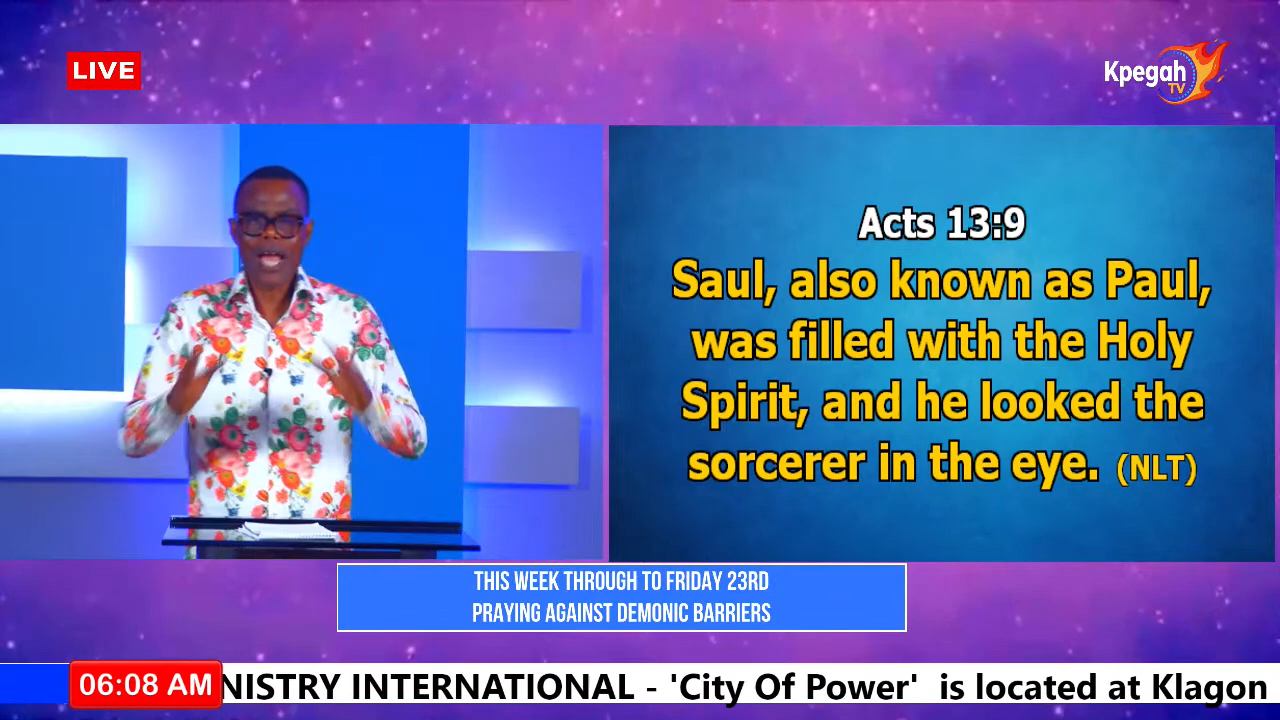 LIVE
Kpegah
TV
Acts 13:9
Saul, also known as Paul,
was filled with the Holy
Spirit, and he looked the
sorcerer in the eye. (NLT)
THIS WEEK THROUGH TO FRIDAY 23RD
PRAYING AGAINST DEMONIC BARRIERS
06:08 AM
NISTRY INTERNATIONAL - 'City Of Power' is located at Klagon